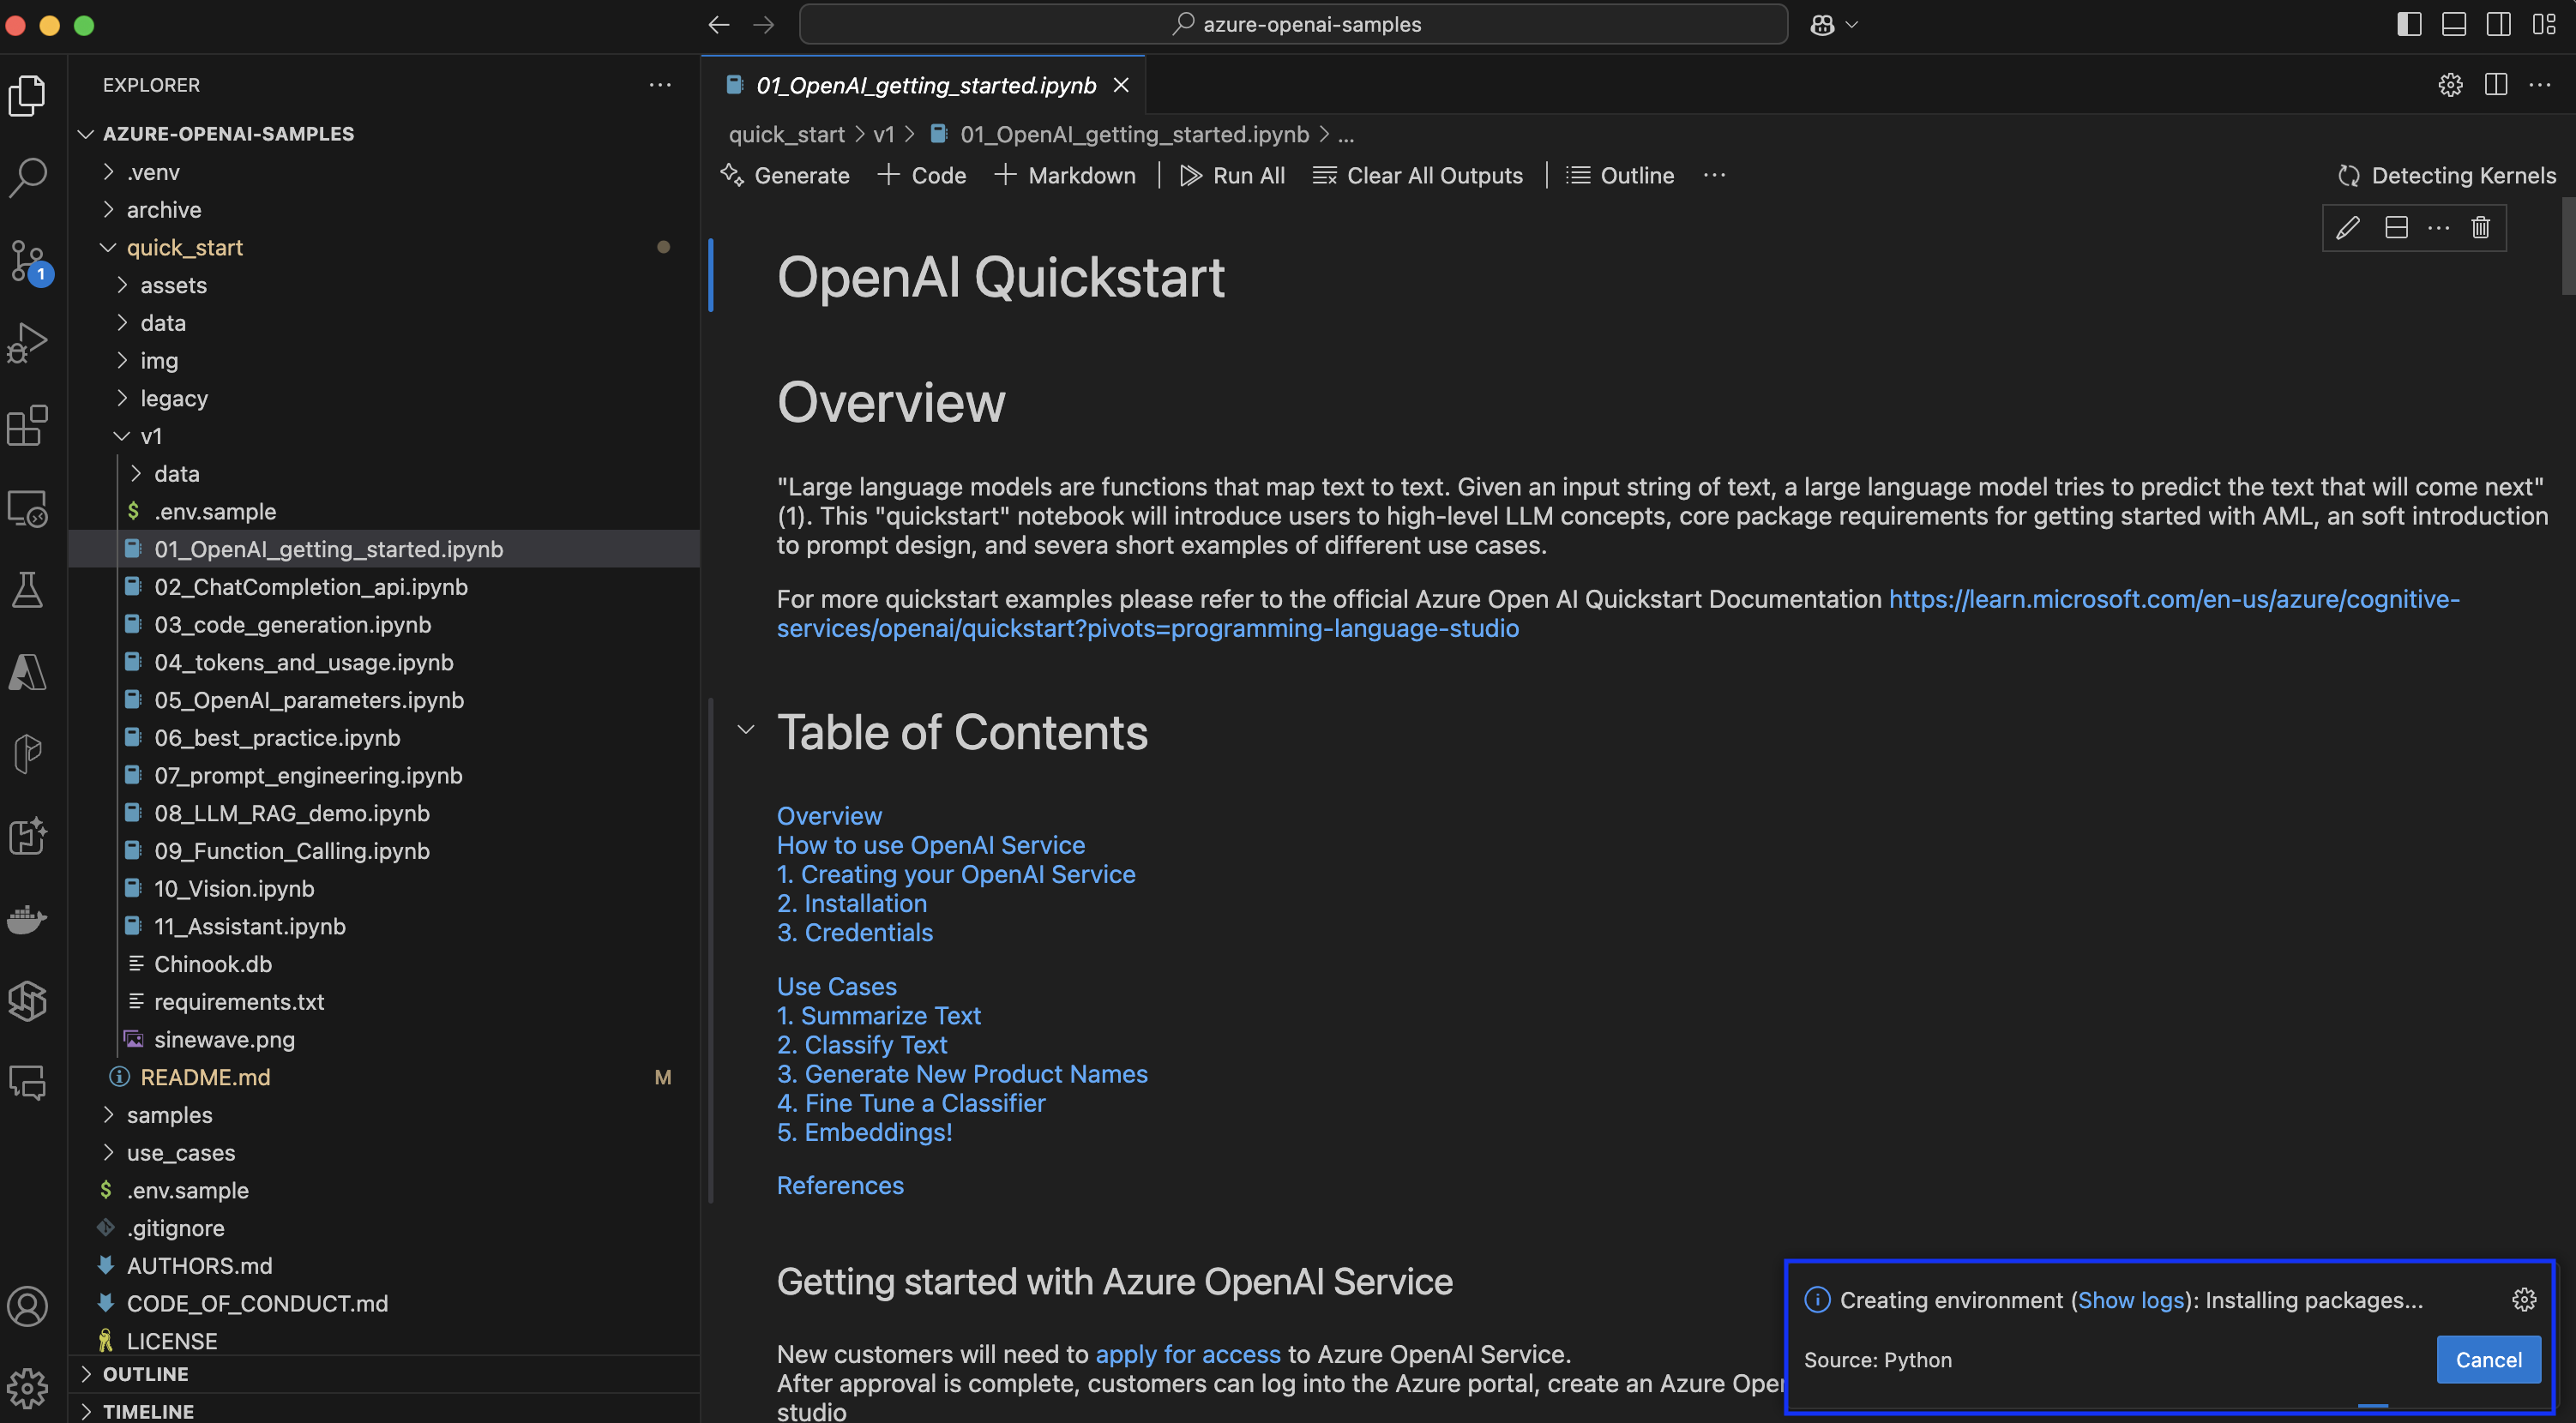 azure-openai-samples
EXPLORER
AZURE-OPENAI-SAMPLES
.venv
archive
quick_start
assets
data
img
legacy
v1
data
.env.sample
01_OpenAI_getting_started.ipynb
02_ChatCompletion_api.ipynb
03_code_generation.ipynb
04_tokens_and_usage.ipynb
05_OpenAI_parameters.ipynb
06_best_practice.ipynb
07_prompt_engineering.ipynb
08_LLM_RAG_demo.ipynb
09_Function_Calling.ipynb
10_Vision.ipynb
11_Assistant.ipynb
Chinook.db
requirements.txt
sinewave.png
README.md M
samples
use_cases
.env.sample
.gitignore
AUTHORS.md
CODE_OF_CONDUCT.md
LICENSE
OUTLINE
TIMELINE
1
01_OpenAI_getting_started.ipynb
quick_start > v1 > 01_OpenAI_getting_started.ipynb > ...
Generate + Code + Markdown Run All Clear All Outputs Outline ... Detecting Kernels
OpenAI Quickstart
Overview
"Large language models are functions that map text to text. Given an input string of text, a large language model tries to predict the text that will come next"
(1). This "quickstart" notebook will introduce users to high-level LLM concepts, core package requirements for getting started with AML, an soft introduction
to prompt design, and severa short examples of different use cases.
For more quickstart examples please refer to the official Azure Open AI Quickstart Documentation https://learn.microsoft.com/en-us/azure/cognitive-
services/openai/quickstart?pivots=programming-language-studio
Table of Contents
Overview
How to use OpenAI Service
1. Creating your OpenAI Service
2. Installation
3. Credentials
Use Cases
1. Summarize Text
2. Classify Text
3. Generate New Product Names
4. Fine Tune a Classifier
5. Embeddings!
References
Getting started with Azure OpenAI Service
New customers will need to apply for access to Azure OpenAI Service.
After approval is complete, customers can log into the Azure portal, create an Azure Open
studio
Creating environment (Show logs): Installing packages...
Source: Python
Cancel